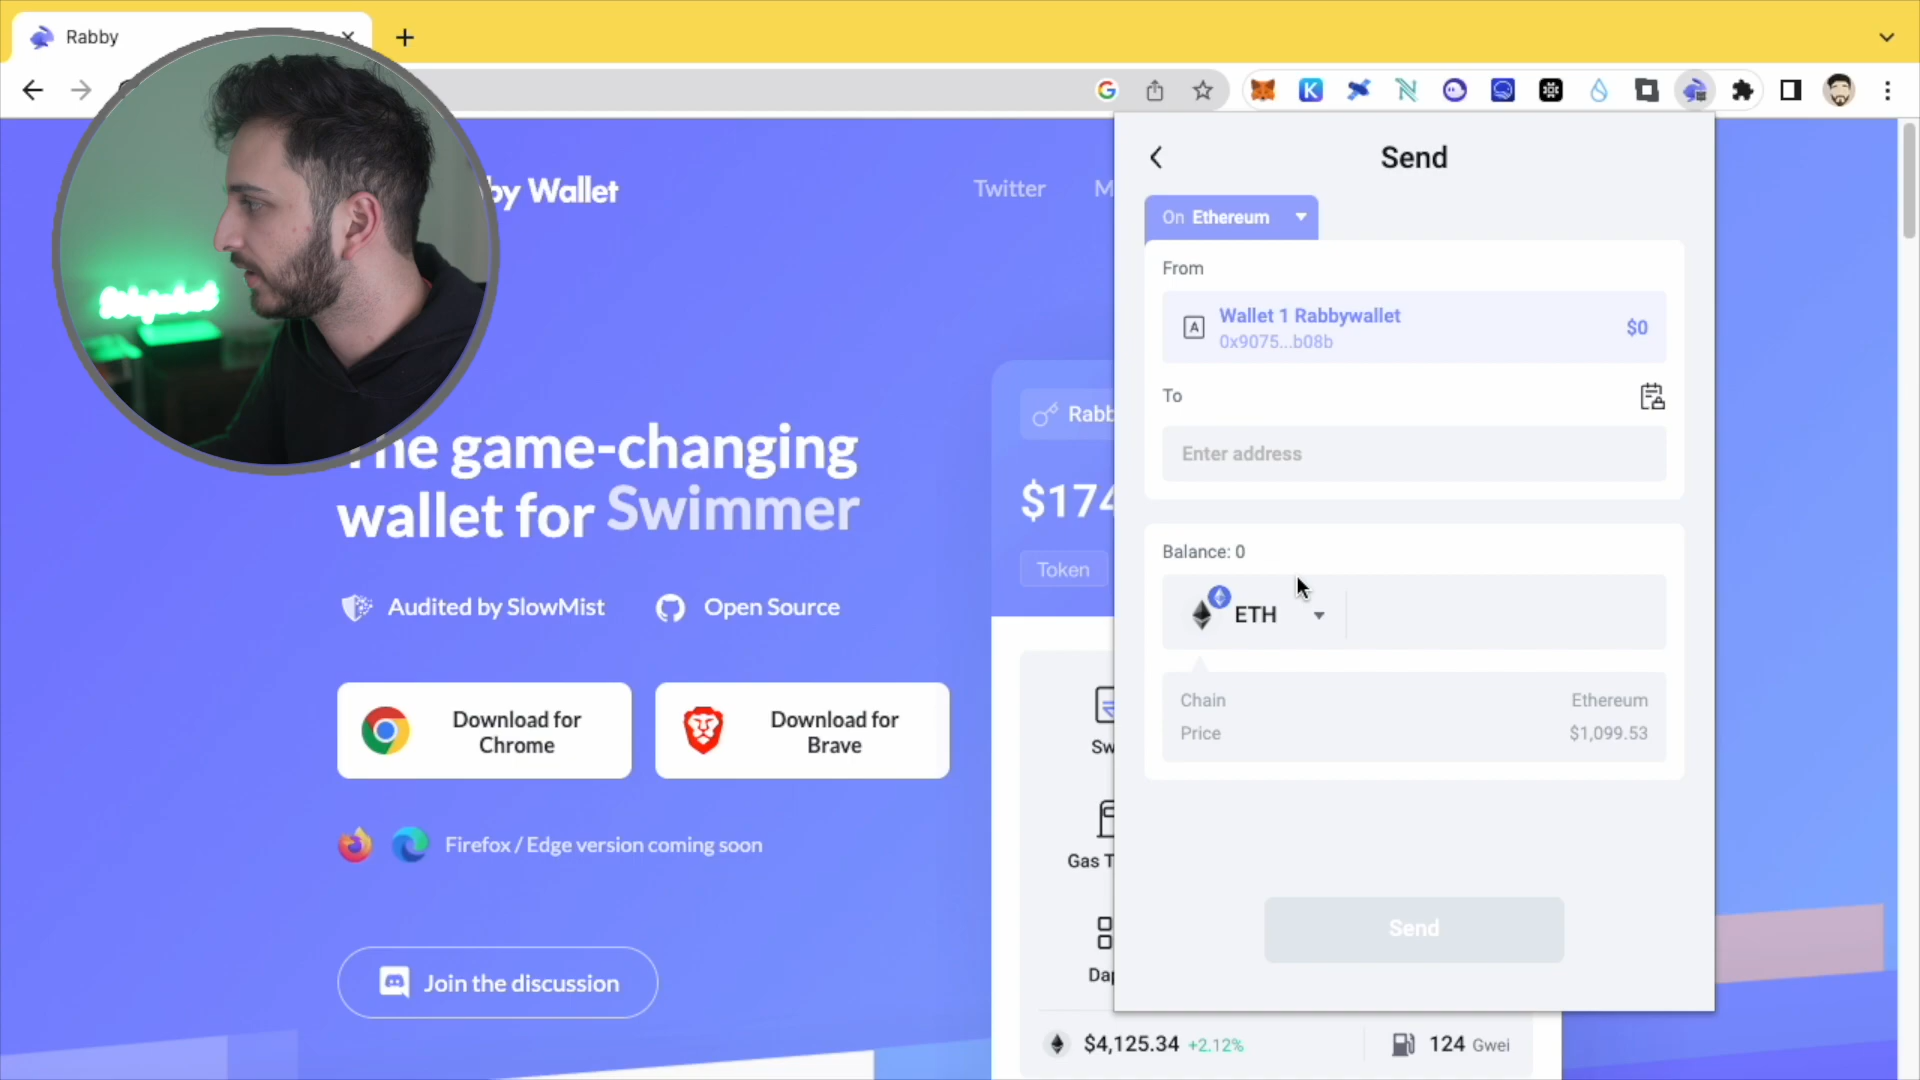 Rabby
by Wallet
Twitter
M
The game-changing
wallet for Swimmer
Audited by SlowMist
Open Source
Download for
Chrome
Download for
Brave
Firefox / Edge version coming soon
Join the discussion
Rabb
$174
Token
Sw
Gas T
Dap
$4,125.34 +2.12%
124 Gwei
Send
On Ethereum
From
Wallet 1 Rabbywallet
0x9075...b08b
$0
To
Enter address
Balance: 0
ETH
Chain
Ethereum
Price
$1,099.53
Send